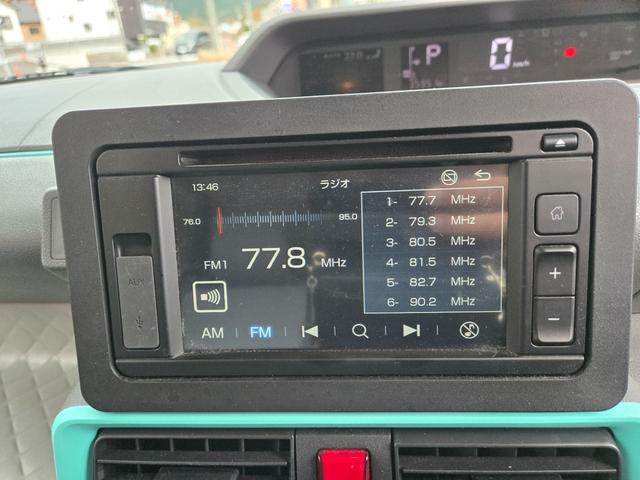 P 0 km/h
13:46 ラジオ
76.0 95.0
FM1 77.8 MHz
1- 77.7 MHz
2- 79.3 MHz
3- 80.5 MHz
4- 81.5 MHz
5- 82.7 MHz
6- 90.2 MHz
AM FM
AUX
+
−